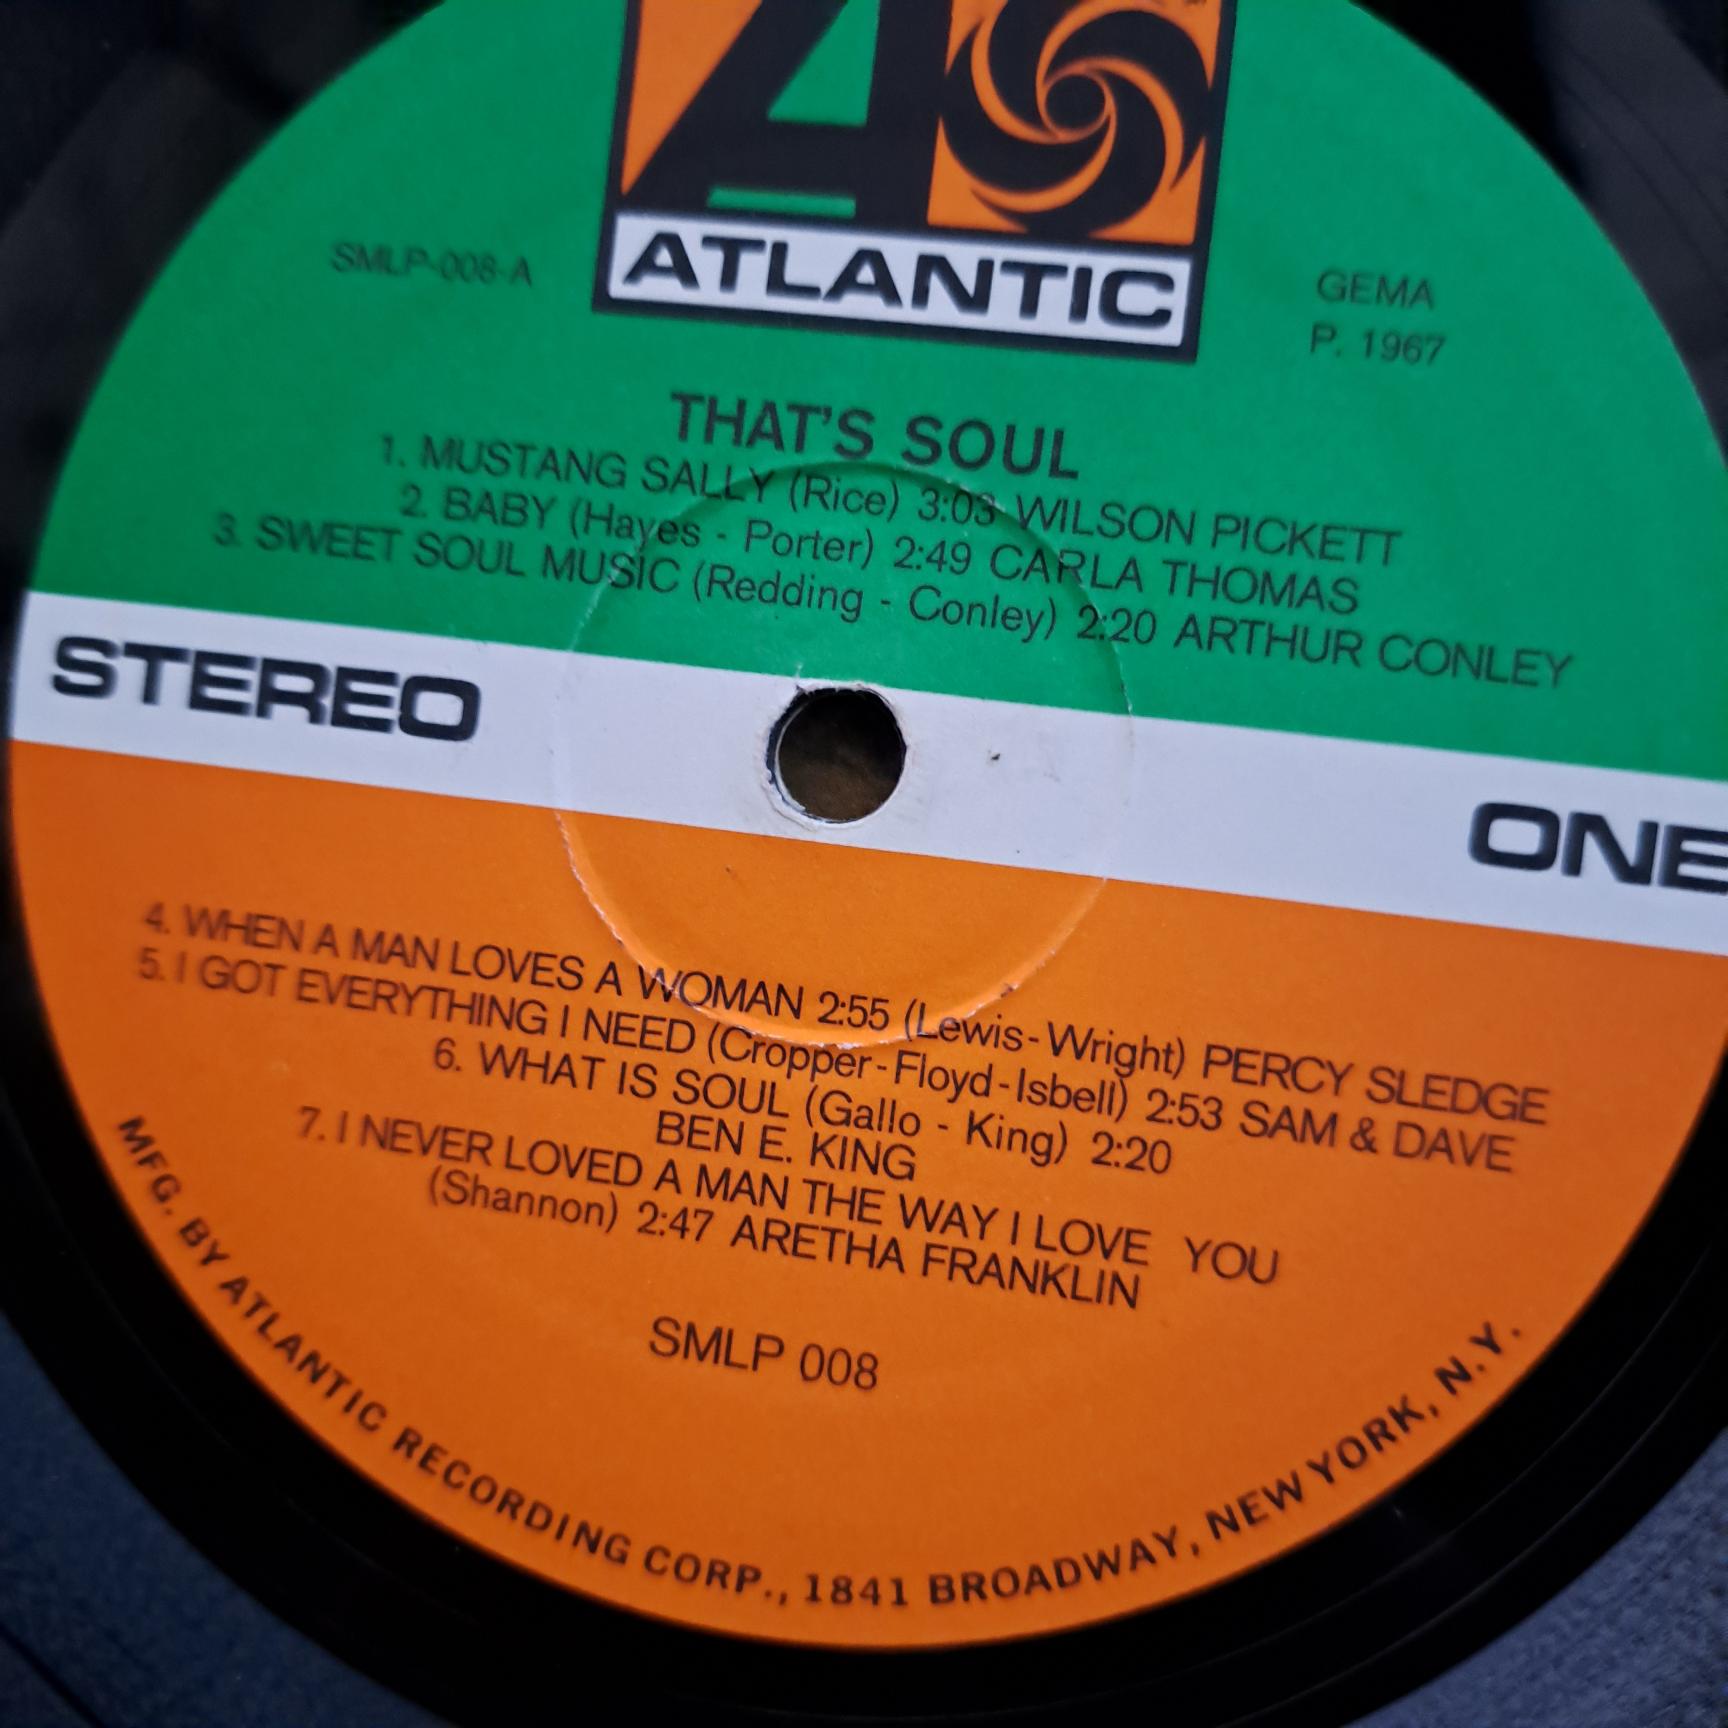 ATLANTIC
SMLP-008-A
GEMA
P. 1967
THAT'S SOUL
1. MUSTANG SALLY (Rice) 3:03 WILSON PICKETT
2. BABY (Hayes - Porter) 2:49 CARLA THOMAS
3. SWEET SOUL MUSIC (Redding - Conley) 2:20 ARTHUR CONLEY
STEREO
ONE
4. WHEN A MAN LOVES A WOMAN 2:55 (Lewis-Wright) PERCY SLEDGE
5. I GOT EVERYTHING I NEED (Cropper-Floyd-Isbell) 2:53 SAM & DAVE
6. WHAT IS SOUL (Gallo - King) 2:20
BEN E. KING
7. I NEVER LOVED A MAN THE WAY I LOVE YOU
(Shannon) 2:47 ARETHA FRANKLIN
SMLP 008
MFG. BY ATLANTIC RECORDING CORP., 1841 BROADWAY, NEW YORK, N.Y.